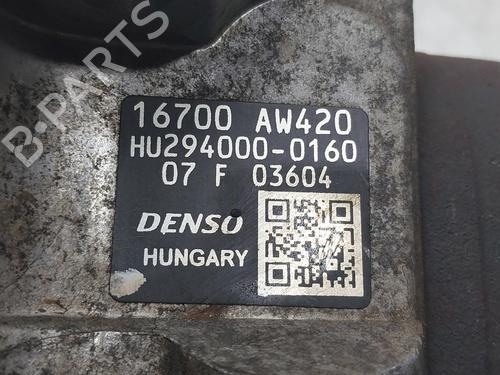 16700 AW420
HU294000-0160
07 F 03604
DENSO
HUNGARY
B-PARTS